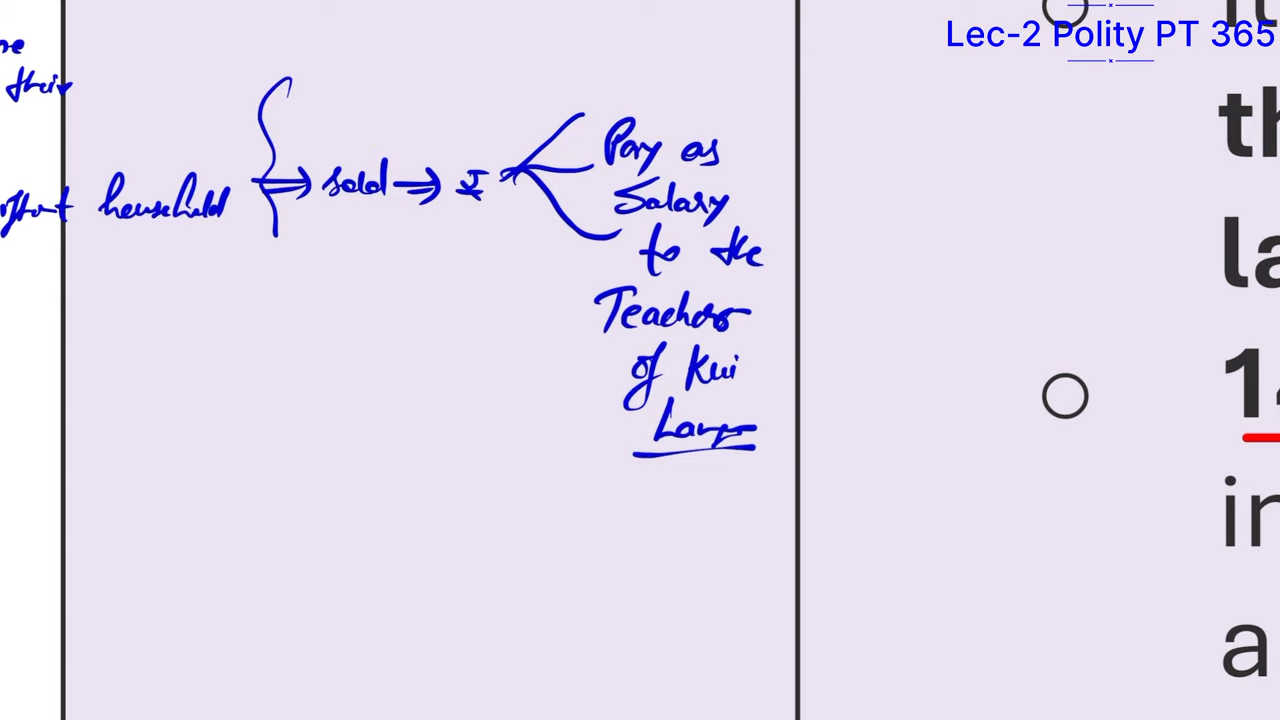 Lec-2 Polity PT 365
their
household
sold → ₹
Pay as
Salary
to the
Teachers
of Kui
th
la
in
a